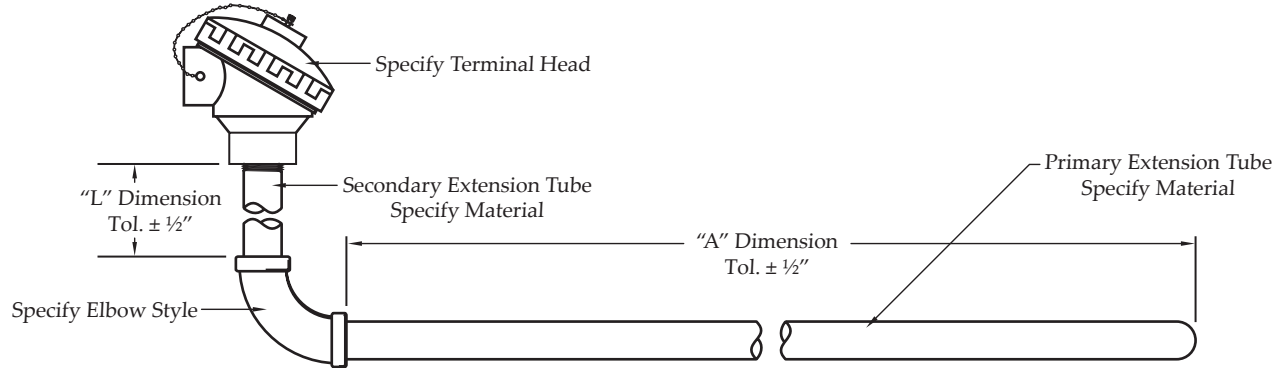 Specify Terminal Head
Primary Extension Tube
Specify Material
Secondary Extension Tube
Specify Material
“L” Dimension
Tol. ± ½”
“A” Dimension
Tol. ± ½”
Specify Elbow Style